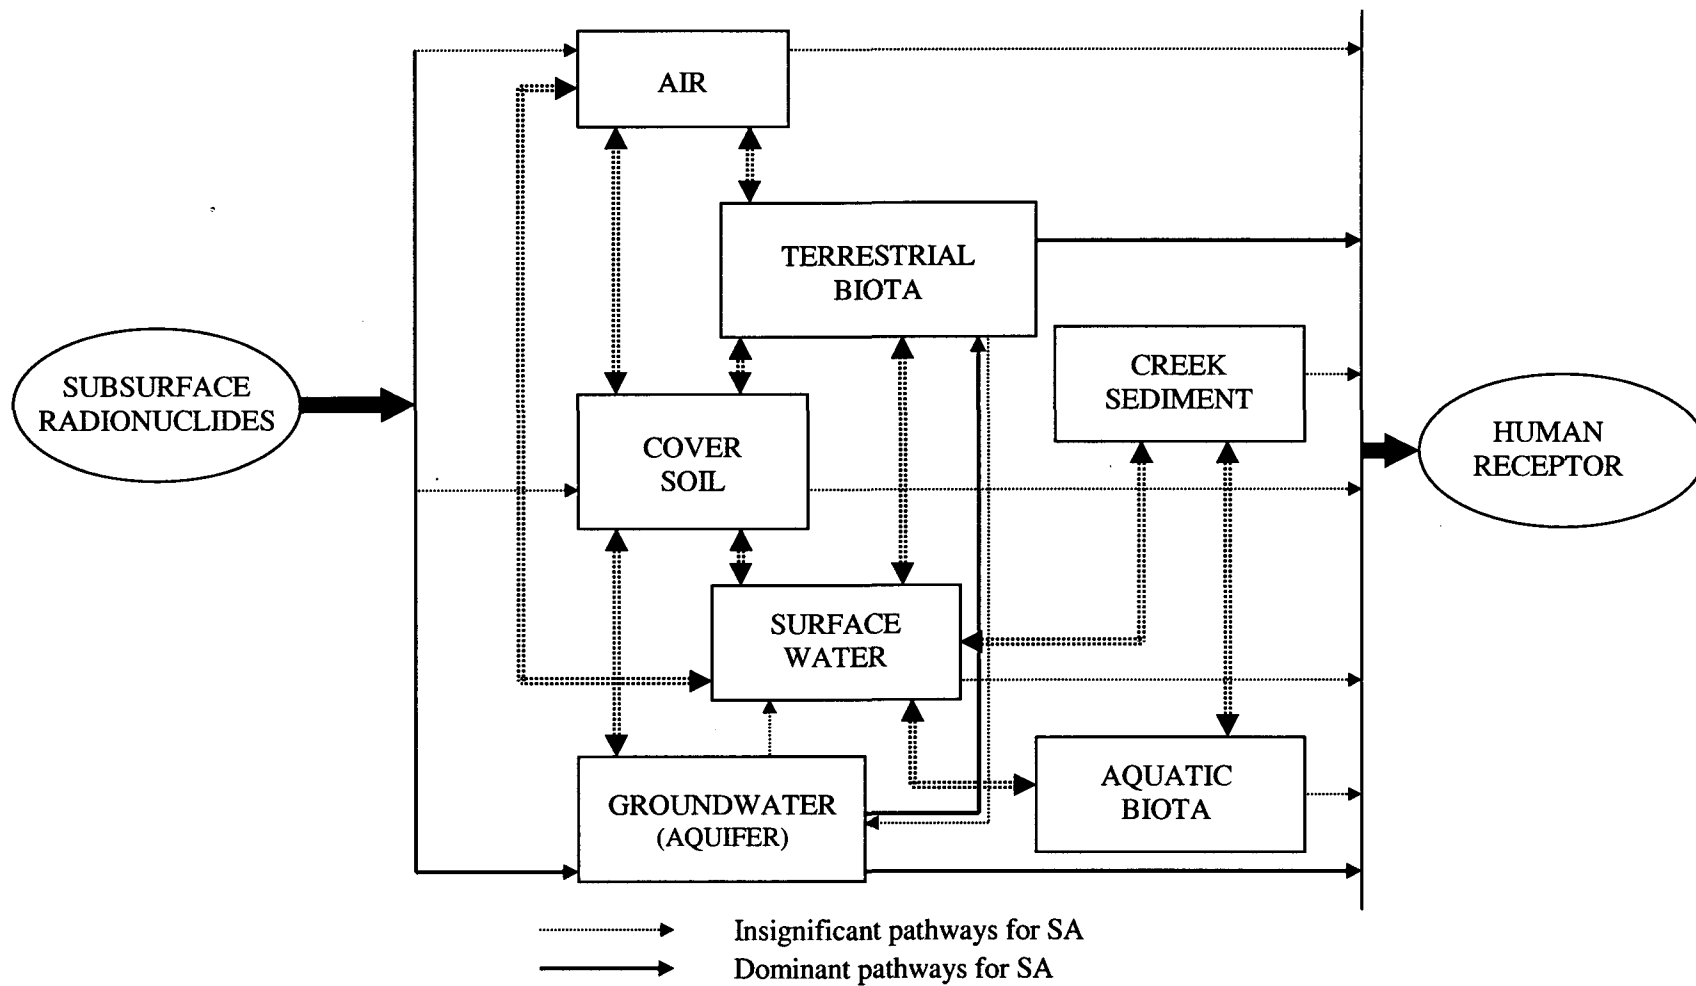 AIR
TERRESTRIAL
BIOTA
CREEK
SEDIMENT
SUBSURFACE
RADIONUCLIDES
COVER
SOIL
HUMAN
RECEPTOR
SURFACE
WATER
GROUNDWATER
(AQUIFER)
AQUATIC
BIOTA
Insignificant pathways for SA
Dominant pathways for SA